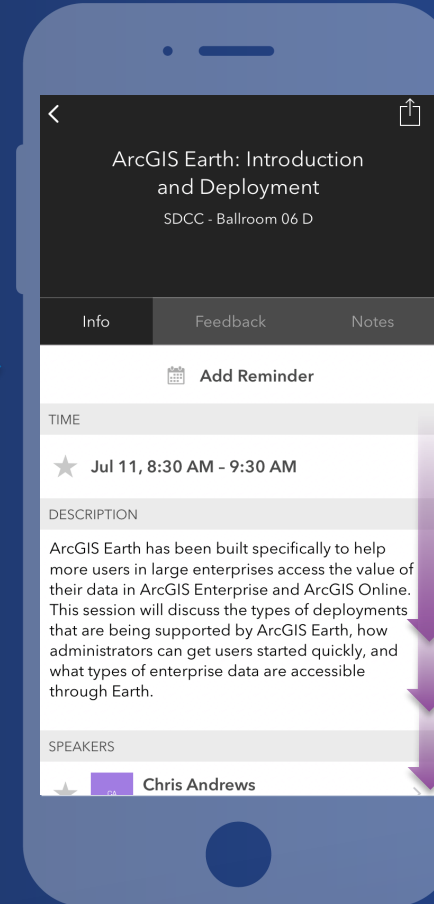 ArcGIS Earth: Introduction
and Deployment
SDCC - Ballroom 06 D
Info Feedback Notes
Add Reminder
TIME
Jul 11, 8:30 AM – 9:30 AM
DESCRIPTION
ArcGIS Earth has been built specifically to help
more users in large enterprises access the value of
their data in ArcGIS Enterprise and ArcGIS Online.
This session will discuss the types of deployments
that are being supported by ArcGIS Earth, how
administrators can get users started quickly, and
what types of enterprise data are accessible
through Earth.
SPEAKERS
CA Chris Andrews